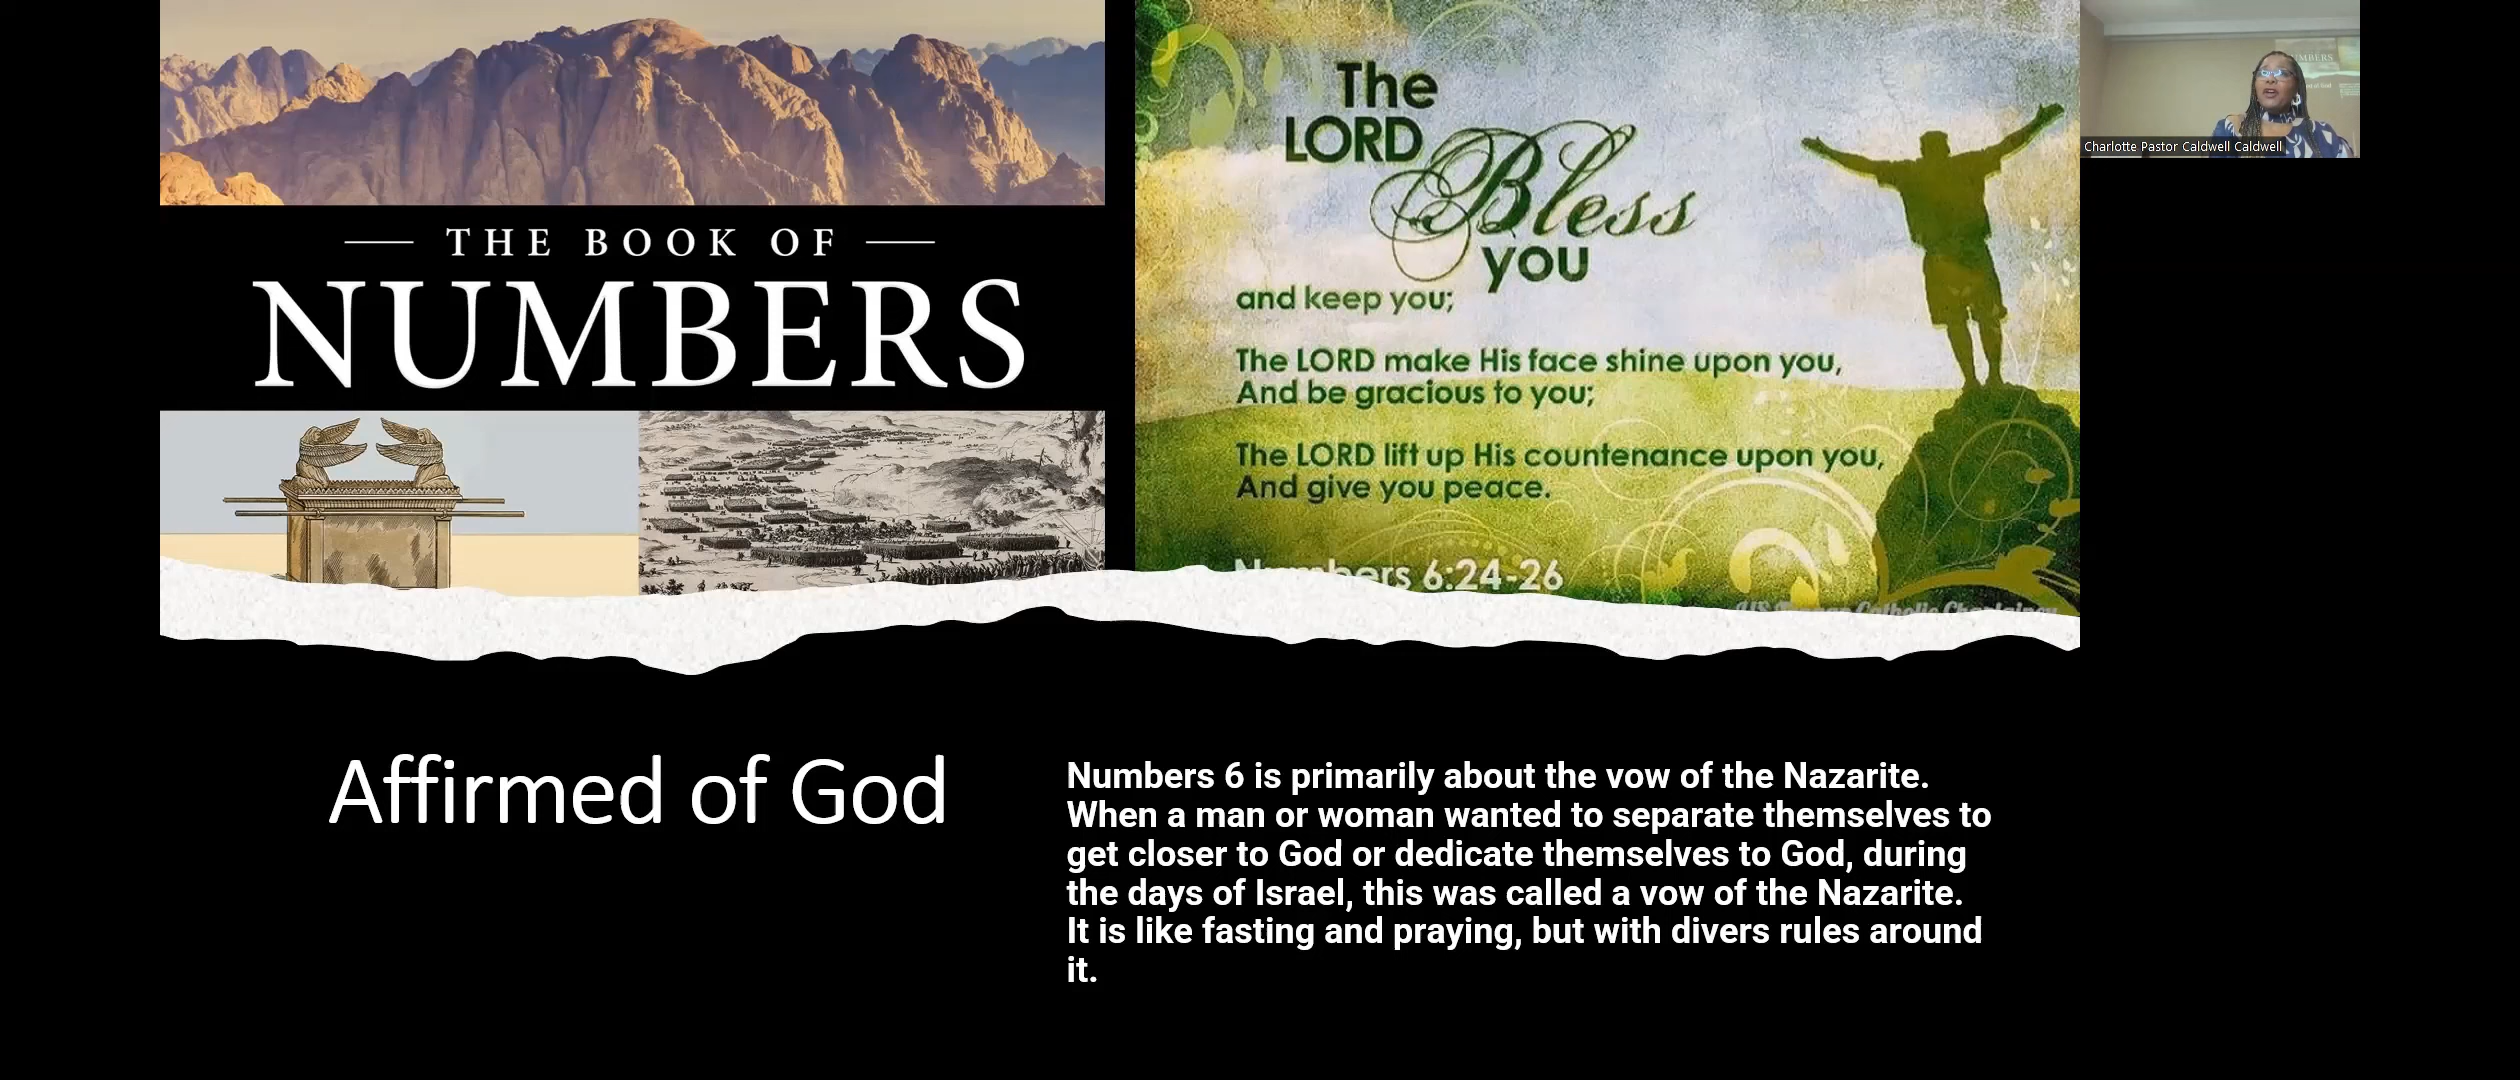 THE BOOK OF
NUMBERS
The
LORD
Bless
you
and keep you;
The LORD make His face shine upon you,
And be gracious to you;
The LORD lift up His countenance upon you,
And give you peace.
Numbers 6:24-26
Charlotte Pastor Caldwell Caldwell
Affirmed of God
Numbers 6 is primarily about the vow of the Nazarite.
When a man or woman wanted to separate themselves to
get closer to God or dedicate themselves to God, during
the days of Israel, this was called a vow of the Nazarite.
It is like fasting and praying, but with divers rules around
it.